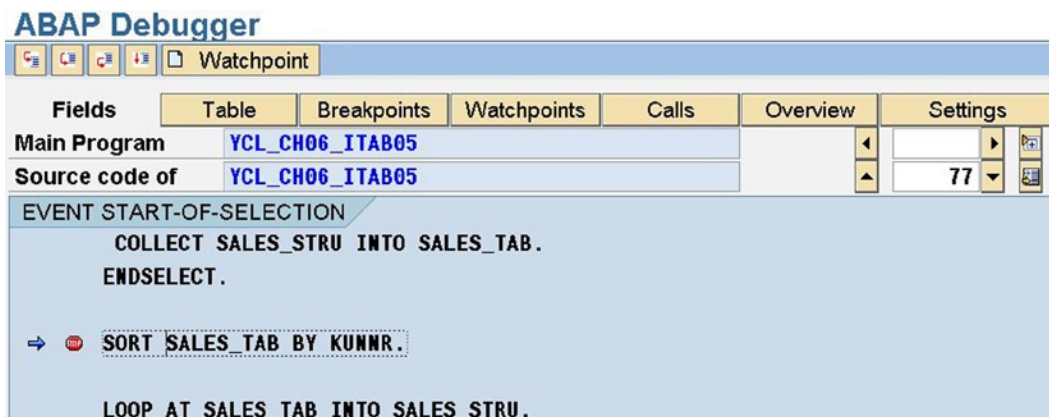 ABAP Debugger
Watchpoint
Fields Table Breakpoints Watchpoints Calls Overview Settings
Main Program YCL_CH06_ITAB05
Source code of YCL_CH06_ITAB05 77
EVENT START-OF-SELECTION
COLLECT SALES_STRU INTO SALES_TAB.
ENDSELECT.
SORT SALES_TAB BY KUNNR.
LOOP AT SALES_TAB INTO SALES_STRU.